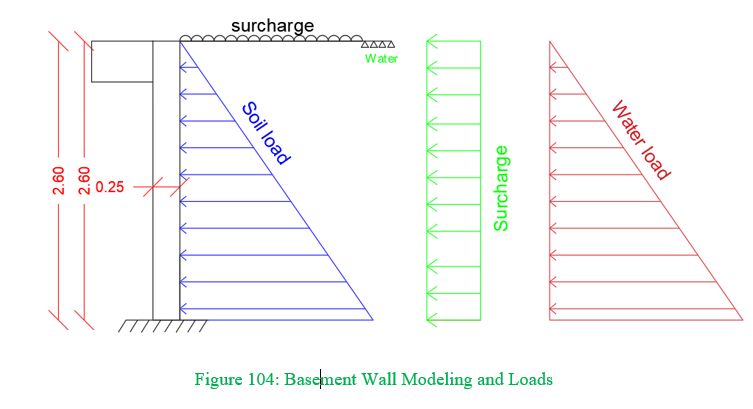 surcharge
Water
Soil load
Water load
2.60
2.60
0.25
Surcharge
Figure 104: Basement Wall Modeling and Loads